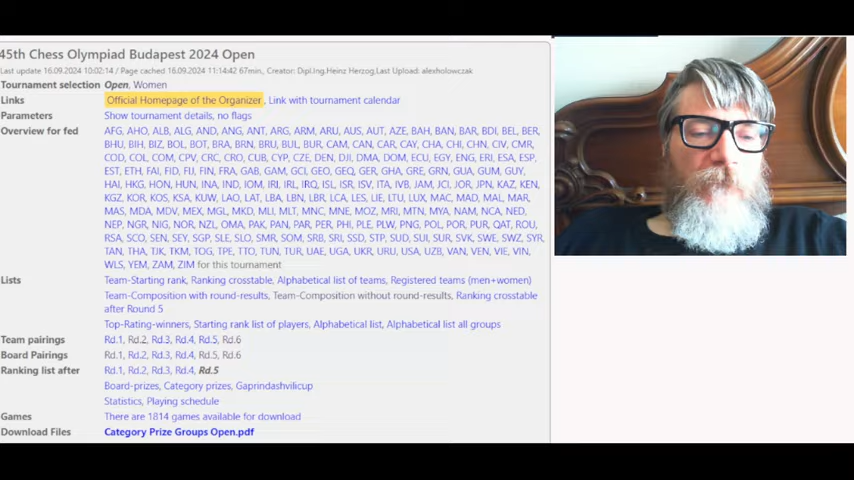 45th Chess Olympiad Budapest 2024 Open
Last update 16.09.2024 10:02:14 / Page cached 16.09.2024 11:14:42 67min., Creator: Dipl.Ing.Heinz Herzog,Last Upload: alexholowczak
Tournament selection Open, Women
Links Official Homepage of the Organizer, Link with tournament calendar
Parameters Show tournament details, no flags
Overview for fed AFG, AHO, ALB, ALG, AND, ANG, ANT, ARG, ARM, ARU, AUS, AUT, AZE, BAH, BAN, BAR, BDI, BEL, BER,
BHU, BIH, BIZ, BOL, BOT, BRA, BRN, BRU, BUL, BUR, CAM, CAN, CAR, CAY, CHA, CHI, CHN, CIV, CMR,
COD, COL, COM, CPV, CRC, CRO, CUB, CYP, CZE, DEN, DJI, DMA, DOM, ECU, EGY, ENG, ERI, ESA, ESP,
EST, ETH, FAI, FID, FIJ, FIN, FRA, GAB, GAM, GCI, GEO, GEQ, GER, GHA, GRE, GRN, GUA, GUM, GUY,
HAI, HKG, HON, HUN, INA, IND, IOM, IRI, IRL, IRQ, ISL, ISR, ISV, ITA, IVB, JAM, JCI, JOR, JPN, KAZ, KEN,
KGZ, KOR, KOS, KSA, KUW, LAO, LAT, LBA, LBN, LBR, LCA, LES, LIE, LTU, LUX, MAC, MAD, MAL, MAR,
MAS, MDA, MDV, MEX, MGL, MKD, MLI, MLT, MNC, MNE, MOZ, MRI, MTN, MYA, NAM, NCA, NED,
NEP, NGR, NIG, NOR, NZL, OMA, PAK, PAN, PAR, PER, PHI, PLE, PLW, PNG, POL, POR, PUR, QAT, ROU,
RSA, SCO, SEN, SEY, SGP, SLE, SLO, SMR, SOM, SRB, SRI, SSD, STP, SUD, SUI, SUR, SVK, SWE, SWZ, SYR,
TAN, THA, TJK, TKM, TOG, TPE, TTO, TUN, TUR, UAE, UGA, UKR, URU, USA, UZB, VAN, VEN, VIE, VIN,
WLS, YEM, ZAM, ZIM for this tournament
Lists Team-Starting rank, Ranking crosstable, Alphabetical list of teams, Registered teams (men+women)
Team-Composition with round-results, Team-Composition without round-results, Ranking crosstable
after Round 5
Top-Rating-winners, Starting rank list of players, Alphabetical list, Alphabetical list all groups
Team pairings Rd.1, Rd.2, Rd.3, Rd.4, Rd.5, Rd.6
Board Pairings Rd.1, Rd.2, Rd.3, Rd.4, Rd.5, Rd.6
Ranking list after Rd.1, Rd.2, Rd.3, Rd.4, Rd.5
Board-prizes, Category prizes, Gaprindashvilicup
Statistics, Playing schedule
Games There are 1814 games available for download
Download Files Category Prize Groups Open.pdf